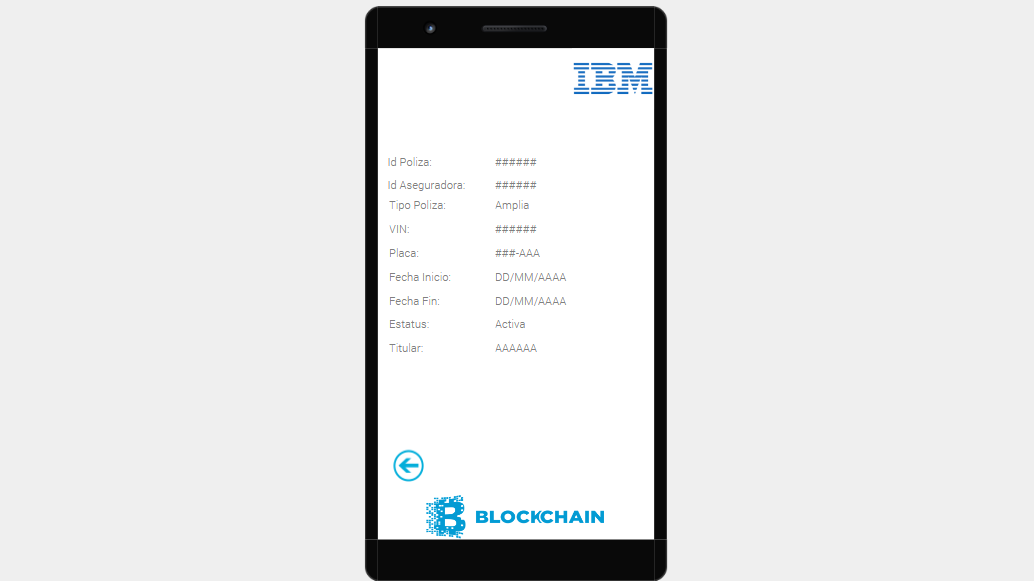 IBM
Id Poliza: ######
Id Aseguradora: ######
Tipo Poliza: Amplia
VIN: ######
Placa: ###-AAA
Fecha Inicio: DD/MM/AAAA
Fecha Fin: DD/MM/AAAA
Estatus: Activa
Titular: AAAAAA
B BLOCKCHAIN